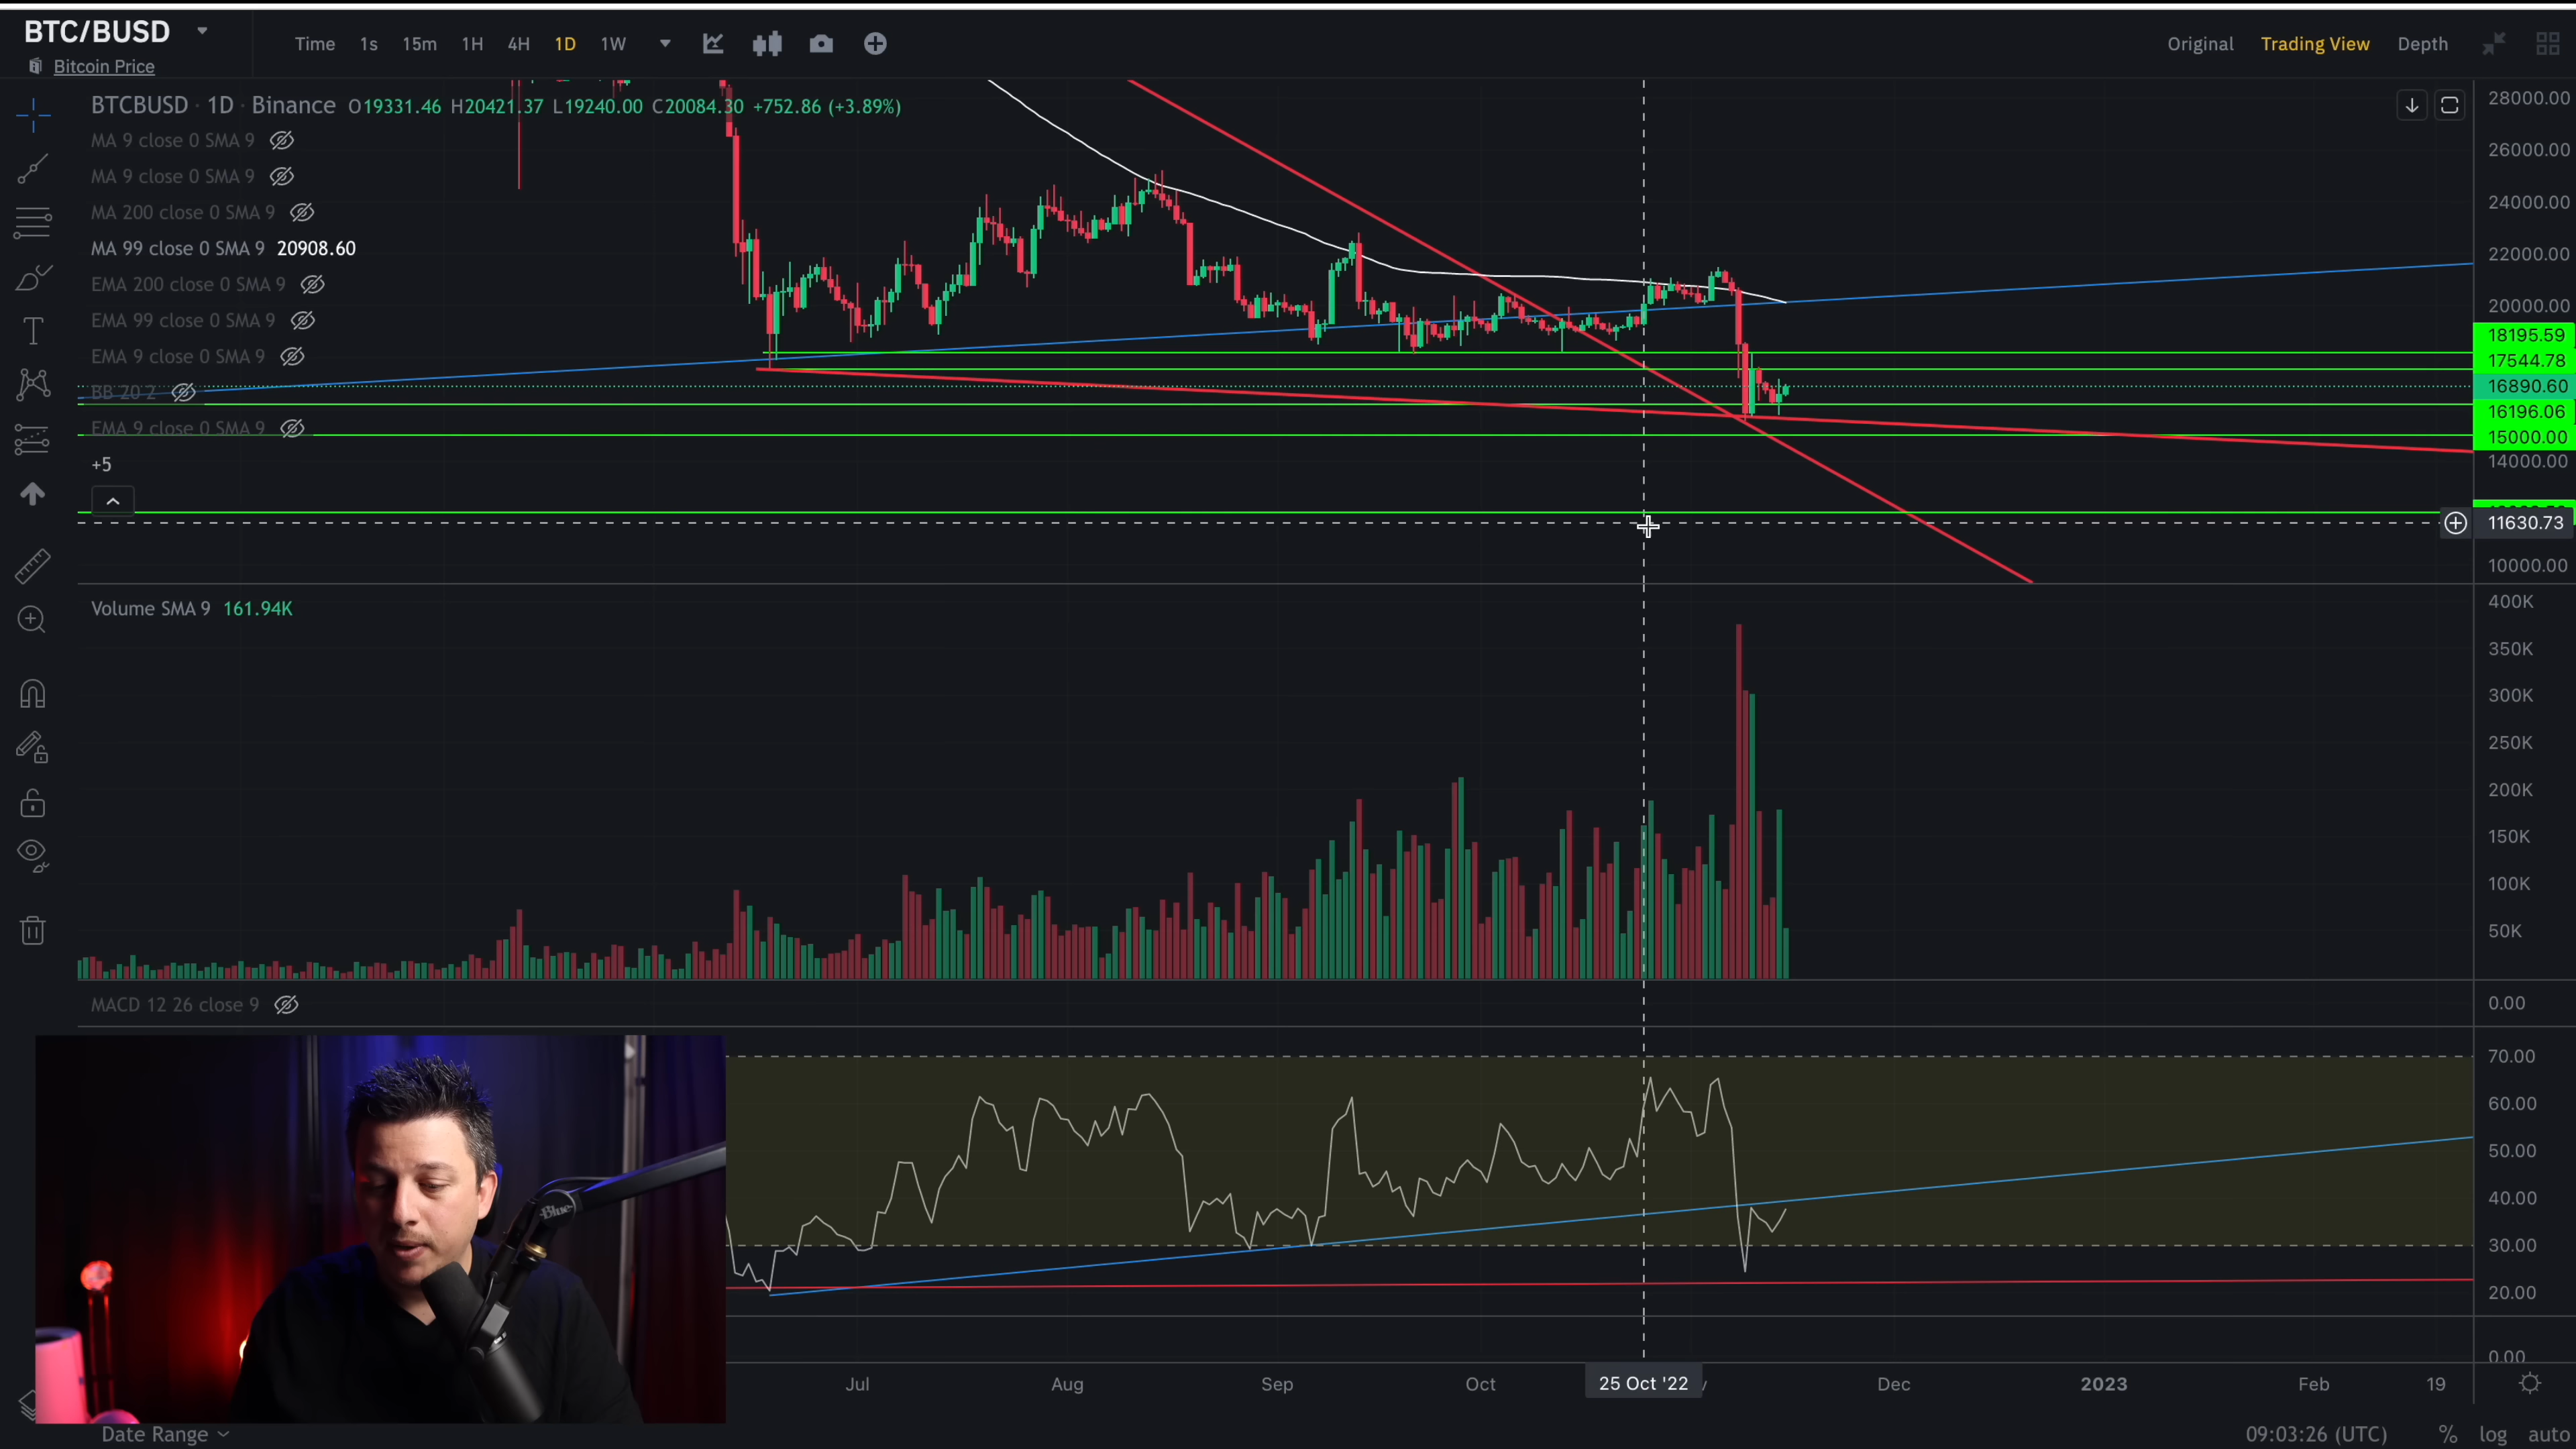 BTC/BUSD
Bitcoin Price
Time 1s 15m 1H 4H 1D 1W
Original Trading View Depth
BTCBUSD · 1D · Binance O19331.46 H20421.37 L19240.00 C20084.30 +752.86 (+3.89%)
MA 9 close 0 SMA 9
MA 9 close 0 SMA 9
MA 200 close 0 SMA 9
MA 99 close 0 SMA 9 20908.60
EMA 200 close 0 SMA 9
EMA 99 close 0 SMA 9
EMA 9 close 0 SMA 9
BB 20 2
EMA 9 close 0 SMA 9
+5
28000.00
26000.00
24000.00
22000.00
20000.00
18195.59
17544.78
16890.60
16196.06
15000.00
14000.00
11630.73
10000.00
Volume SMA 9 161.94K
400K
350K
300K
250K
200K
150K
100K
50K
MACD 12 26 close 9
0.00
70.00
60.00
50.00
40.00
30.00
20.00
0.00
Blue
Jul Aug Sep Oct 25 Oct '22 Dec 2023 Feb 19
Date Range
09:03:26 (UTC) % log auto